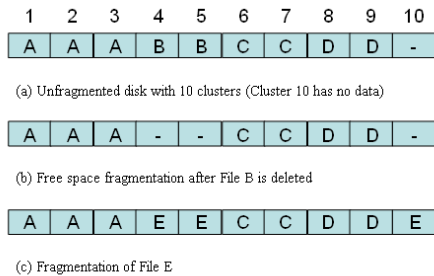 1 2 3 4 5 6 7 8 9 10
A A A B B C C D D -
(a) Unfragmented disk with 10 clusters (Cluster 10 has no data)
A A A - - C C D D -
(b) Free space fragmentation after File B is deleted
A A A E E C C D D E
(c) Fragmentation of File E